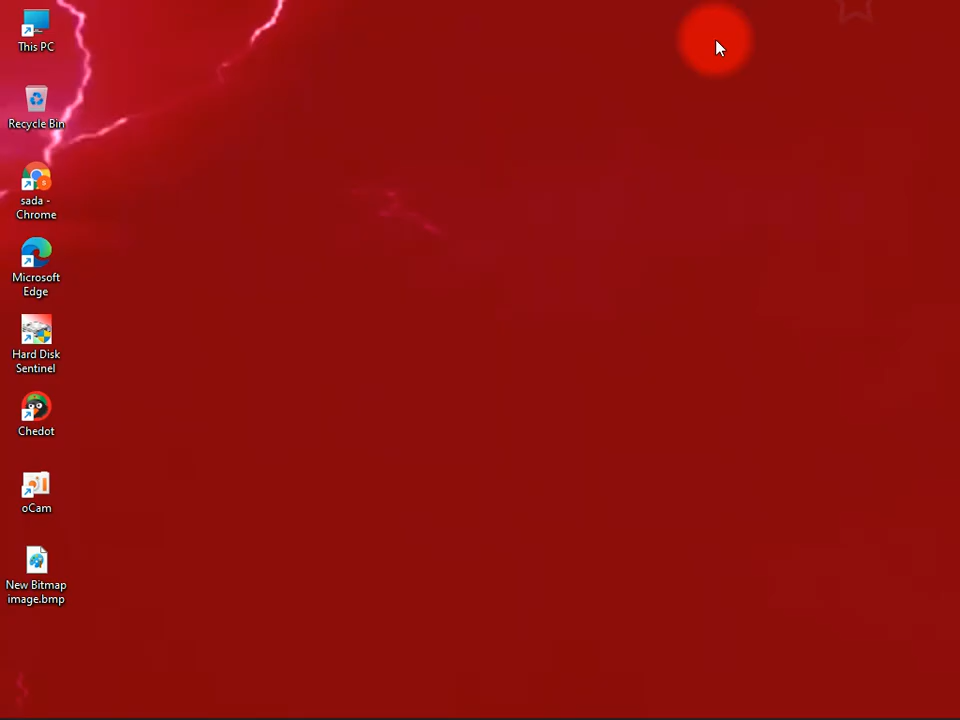 This PC
Recycle Bin
sada -
Chrome
Microsoft
Edge
Hard Disk
Sentinel
Chedot
oCam
New Bitmap
image.bmp